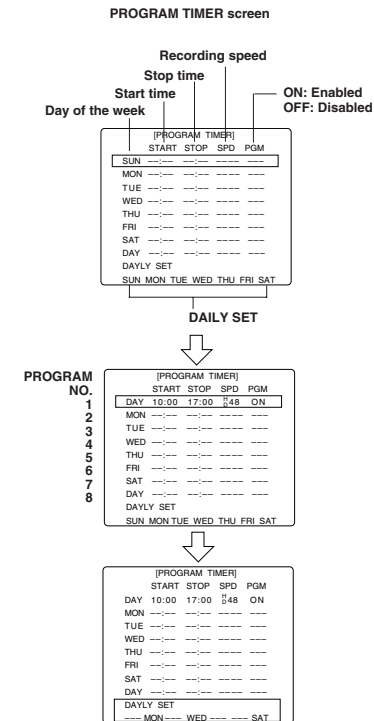 PROGRAM TIMER screen
Recording speed
Stop time
Start time
ON: Enabled
OFF: Disabled
Day of the week
[PROGRAM TIMER]
START STOP SPD PGM
SUN --:-- --:-- ---- ---
MON --:-- --:-- ---- ---
TUE --:-- --:-- ---- ---
WED --:-- --:-- ---- ---
THU --:-- --:-- ---- ---
FRI --:-- --:-- ---- ---
SAT --:-- --:-- ---- ---
DAY --:-- --:-- ---- ---
DAYLY SET
SUN MON TUE WED THU FRI SAT
DAILY SET
PROGRAM NO.
[PROGRAM TIMER]
START STOP SPD PGM
1 DAY 10:00 17:00 HD48 ON
2 MON --:-- --:-- ---- ---
3 TUE --:-- --:-- ---- ---
4 WED --:-- --:-- ---- ---
5 THU --:-- --:-- ---- ---
6 FRI --:-- --:-- ---- ---
7 SAT --:-- --:-- ---- ---
8 DAY --:-- --:-- ---- ---
DAYLY SET
SUN MON TUE WED THU FRI SAT
[PROGRAM TIMER]
START STOP SPD PGM
DAY 10:00 17:00 HD48 ON
MON --:-- --:-- ---- ---
TUE --:-- --:-- ---- ---
WED --:-- --:-- ---- ---
THU --:-- --:-- ---- ---
FRI --:-- --:-- ---- ---
SAT --:-- --:-- ---- ---
DAY --:-- --:-- ---- ---
DAYLY SET
--- MON --- WED --- --- SAT